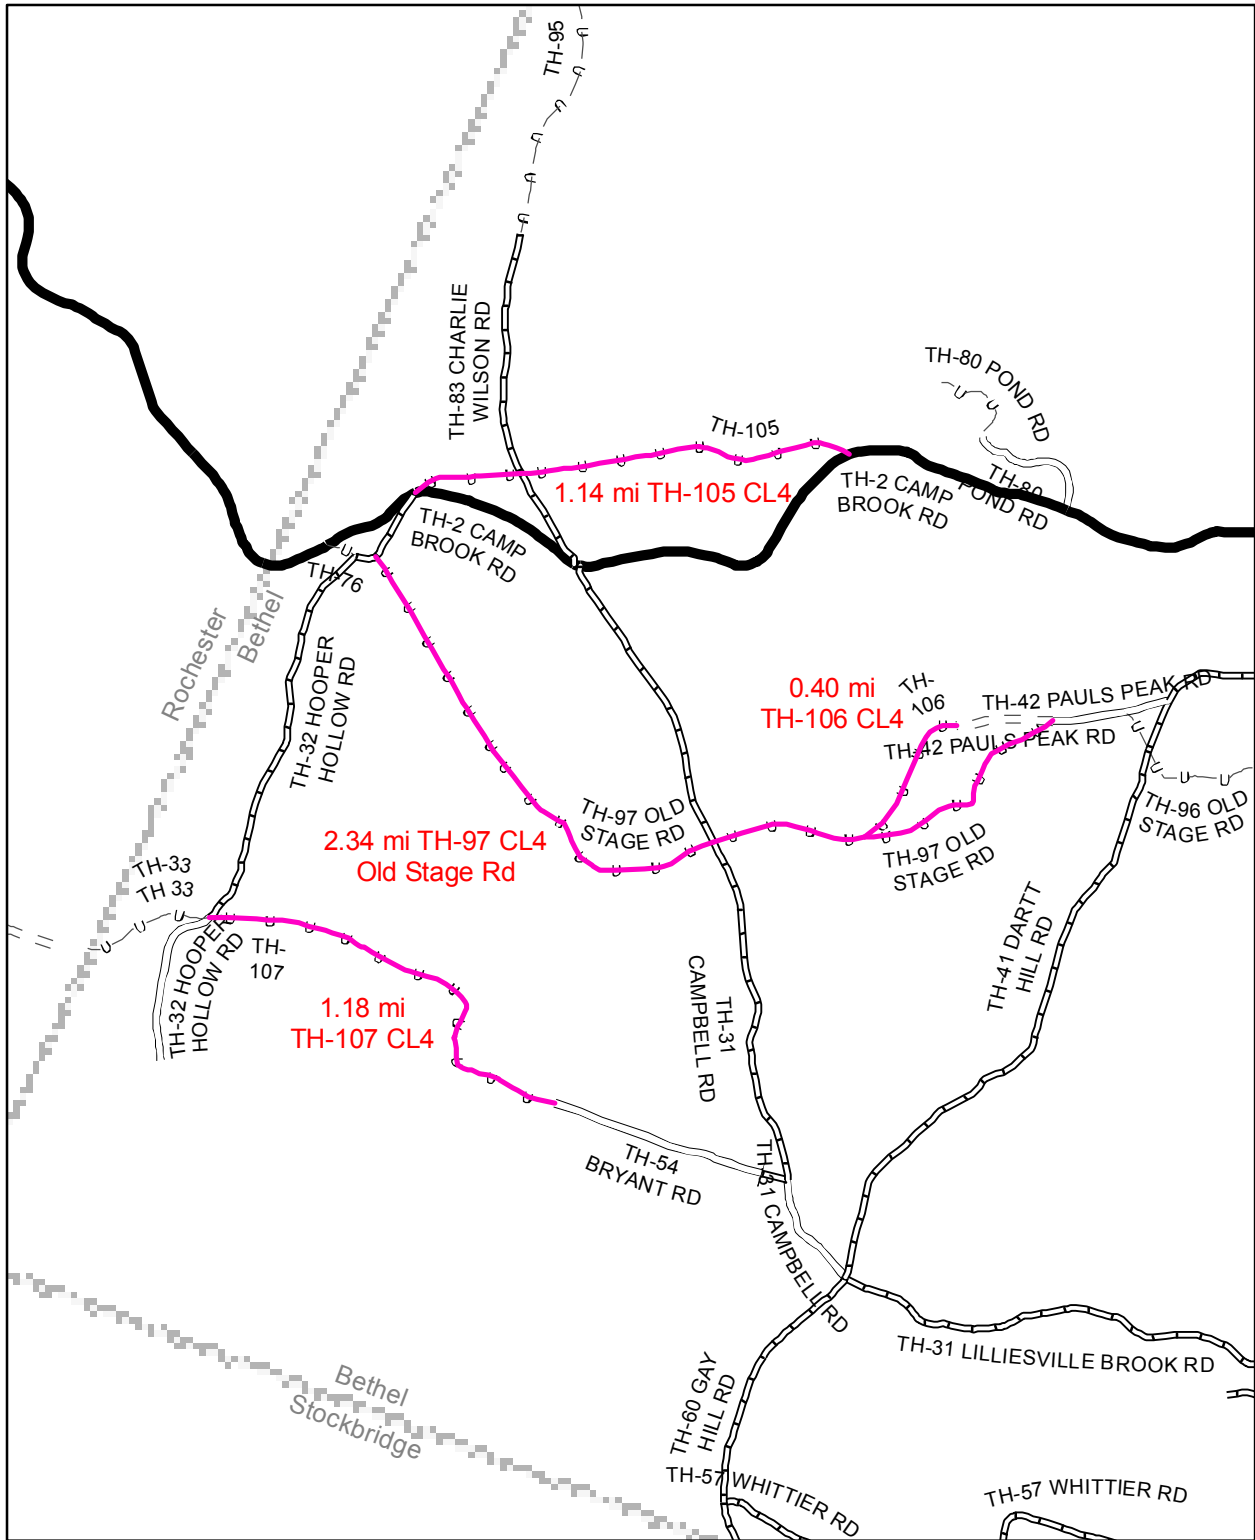 TH-95
TH-83 CHARLIE
WILSON RD
TH-80 POND RD
TH-105
TH-80
POND RD
1.14 mi TH-105 CL4
TH-2 CAMP
BROOK RD
TH-2 CAMP
BROOK RD
TH-76
Rochester
Bethel
TH-32 HOOPER
HOLLOW RD
0.40 mi
TH-106 CL4
TH-
106
TH-42 PAULS PEAK RD
TH-42 PAULS PEAK RD
TH-97 OLD
STAGE RD
TH-96 OLD
STAGE RD
2.34 mi TH-97 CL4
Old Stage Rd
TH-97 OLD
STAGE RD
TH-33
TH 33
TH-32 HOOPER
HOLLOW RD
TH-
107
1.18 mi
TH-107 CL4
TH-31
CAMPBELL RD
TH-41 DARTT
HILL RD
TH-54
BRYANT RD
TH-31 CAMPBELL RD
TH-31 LILLIESVILLE BROOK RD
Bethel
Stockbridge
TH-60 GAY
HILL RD
TH-57 WHITTIER RD
TH-57 WHITTIER RD